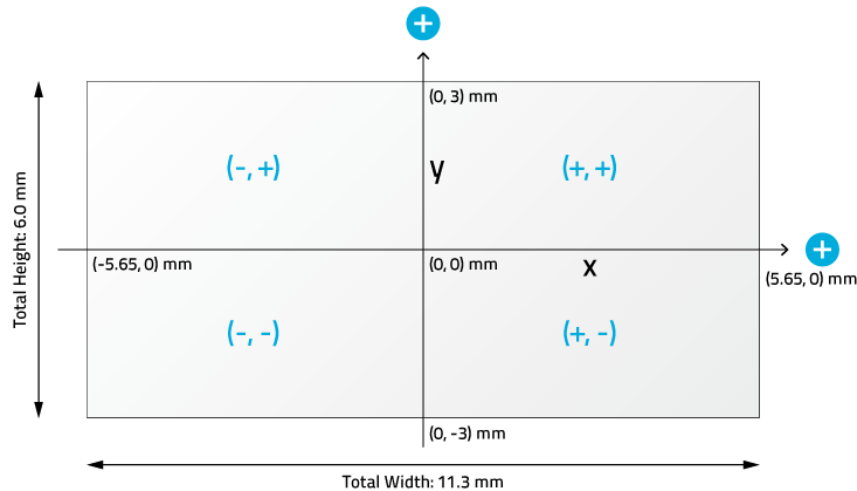 +
(0, 3) mm
(-, +)
y
(+, +)
Total Height: 6.0 mm
+
(-5.65, 0) mm
(0, 0) mm
x
(5.65, 0) mm
(-, -)
(+, -)
(0, -3) mm
Total Width: 11.3 mm